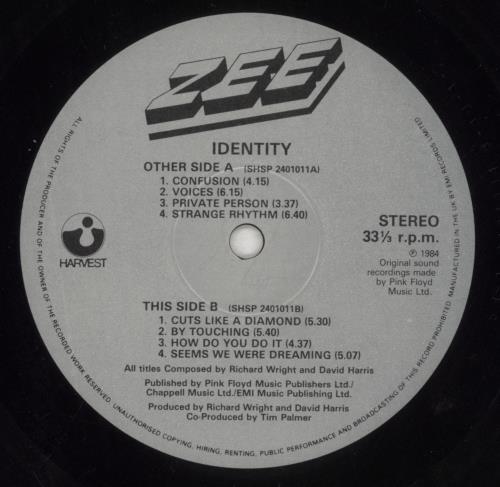 ZEE
IDENTITY
OTHER SIDE A (SHSP 2401011A)
1. CONFUSION (4.15)
2. VOICES (6.15)
3. PRIVATE PERSON (3.37)
4. STRANGE RHYTHM (6.40)
HARVEST
STEREO
33⅓ r.p.m.
℗ 1984
Original sound
recordings made
by Pink Floyd
Music Ltd.
THIS SIDE B (SHSP 2401011B)
1. CUTS LIKE A DIAMOND (5.30)
2. BY TOUCHING (5.40)
3. HOW DO YOU DO IT (4.37)
4. SEEMS WE WERE DREAMING (5.07)
All titles Composed by Richard Wright and David Harris
Published by Pink Floyd Music Publishers Ltd./
Chappell Music Ltd./EMI Music Publishing Ltd.
Produced by Richard Wright and David Harris
Co-Produced by Tim Palmer
ALL RIGHTS OF THE PRODUCER AND OF THE OWNER OF THE RECORDED WORK RESERVED. UNAUTHORISED COPYING, HIRING, RENTING, PUBLIC PERFORMANCE AND BROADCASTING OF THIS RECORD PROHIBITED. MANUFACTURED IN THE UK BY EMI RECORDS LIMITED